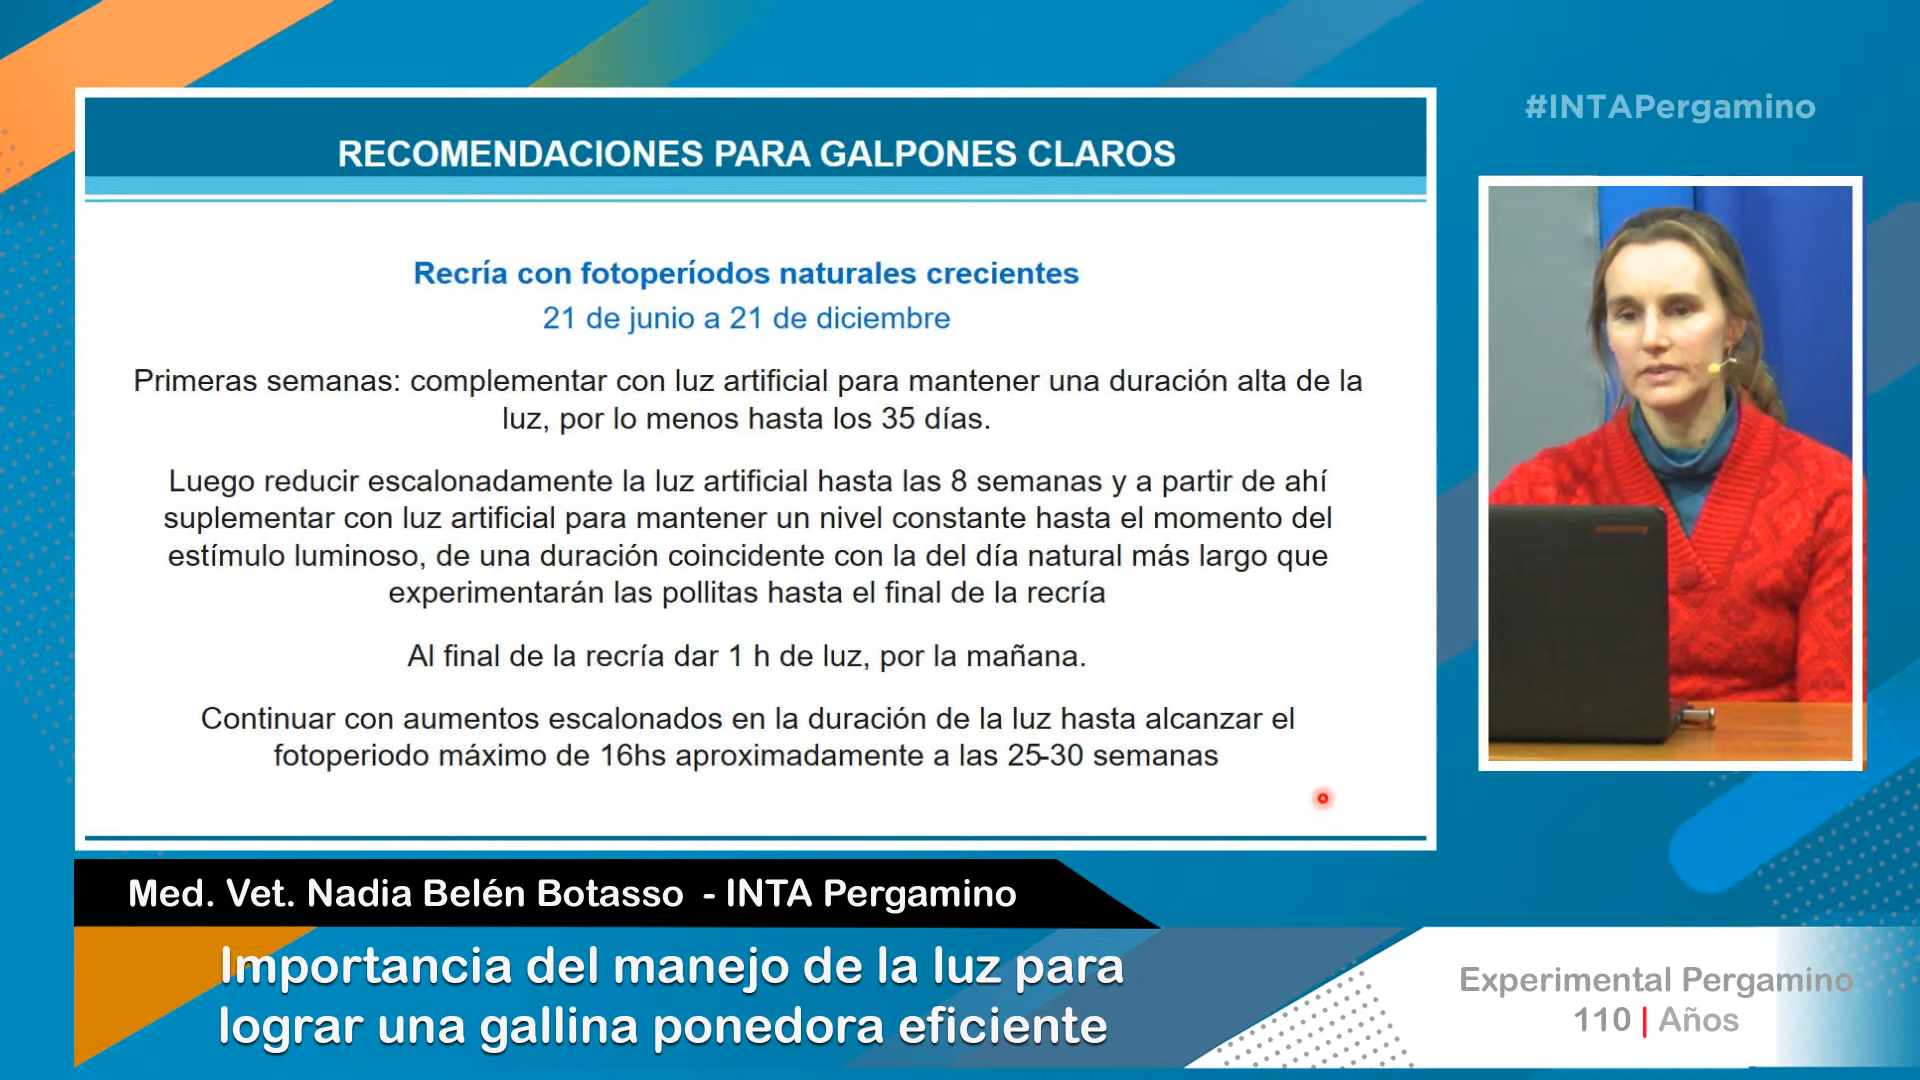 #INTAPergamino
RECOMENDACIONES PARA GALPONES CLAROS
Recría con fotoperíodos naturales crecientes
21 de junio a 21 de diciembre
Primeras semanas: complementar con luz artificial para mantener una duración alta de la
luz, por lo menos hasta los 35 días.
Luego reducir escalonadamente la luz artificial hasta las 8 semanas y a partir de ahí
suplementar con luz artificial para mantener un nivel constante hasta el momento del
estímulo luminoso, de una duración coincidente con la del día natural más largo que
experimentarán las pollitas hasta el final de la recría
Al final de la recría dar 1 h de luz, por la mañana.
Continuar con aumentos escalonados en la duración de la luz hasta alcanzar el
fotoperiodo máximo de 16hs aproximadamente a las 25-30 semanas
Med. Vet. Nadia Belén Botasso - INTA Pergamino
Importancia del manejo de la luz para
lograr una gallina ponedora eficiente
Experimental Pergamino
110 | Años